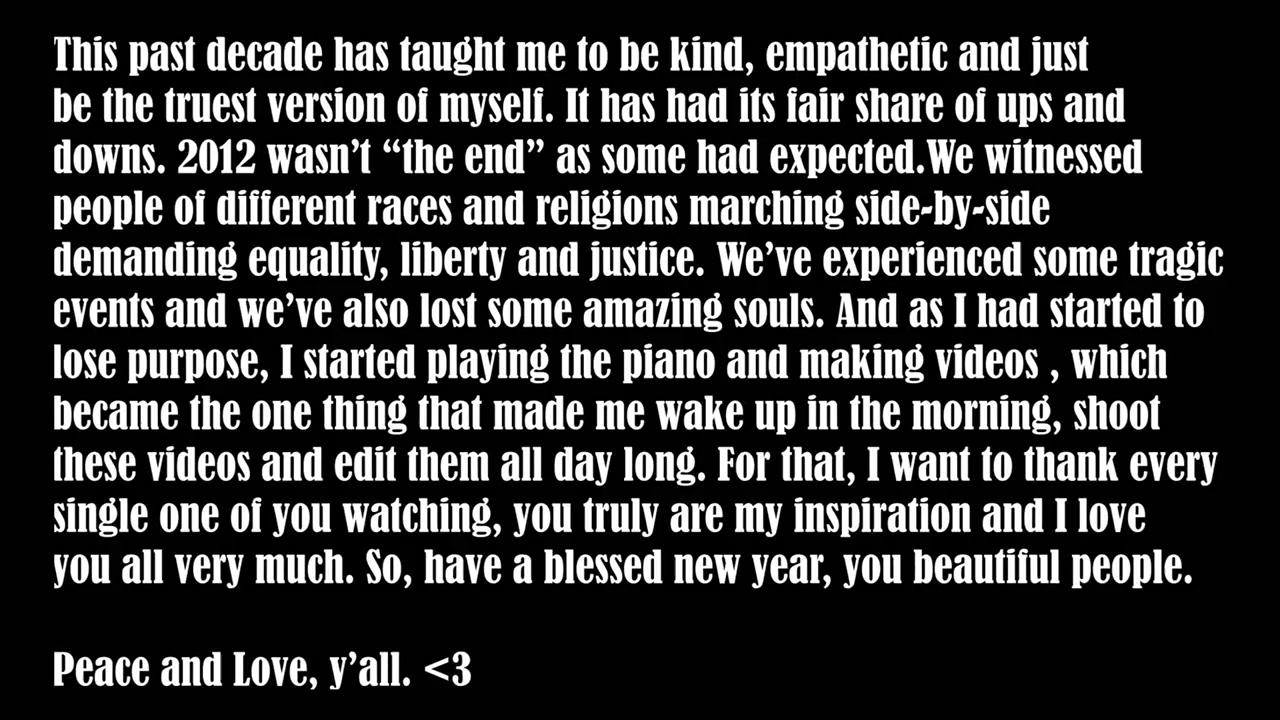 This past decade has taught me to be kind, empathetic and just
be the truest version of myself. It has had its fair share of ups and
downs. 2012 wasn’t “the end” as some had expected.We witnessed
people of different races and religions marching side-by-side
demanding equality, liberty and justice. We’ve experienced some tragic
events and we’ve also lost some amazing souls. And as I had started to
lose purpose, I started playing the piano and making videos , which
became the one thing that made me wake up in the morning, shoot
these videos and edit them all day long. For that, I want to thank every
single one of you watching, you truly are my inspiration and I love
you all very much. So, have a blessed new year, you beautiful people.
Peace and Love, y’all. <3